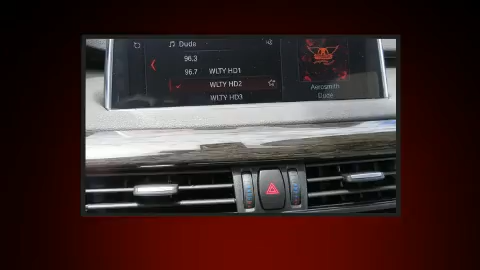 Dude
96.3
96.7 WLTY HD1
WLTY HD2
WLTY HD3
Aerosmith
Dude